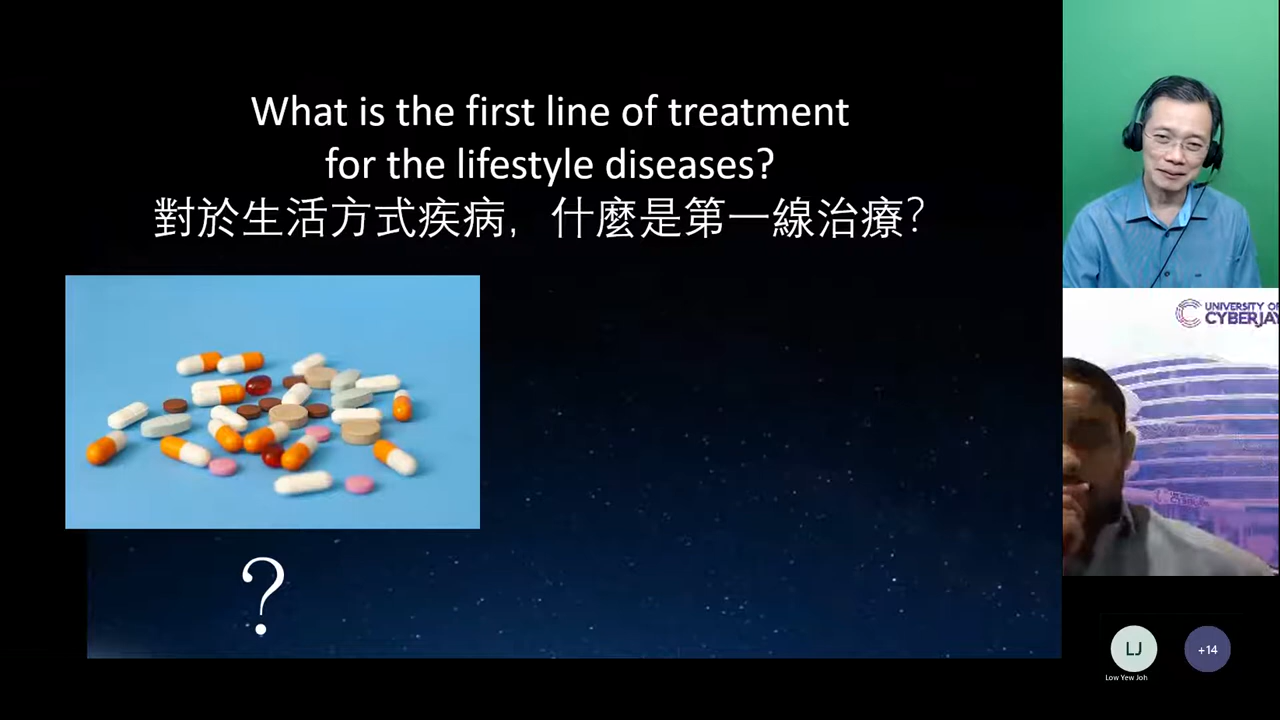 What is the first line of treatment
for the lifestyle diseases?
對於生活方式疾病，什麼是第一線治療?
?
UNIVERSITY OF
CYBERJA
LJ
+14
Low Yew Joh